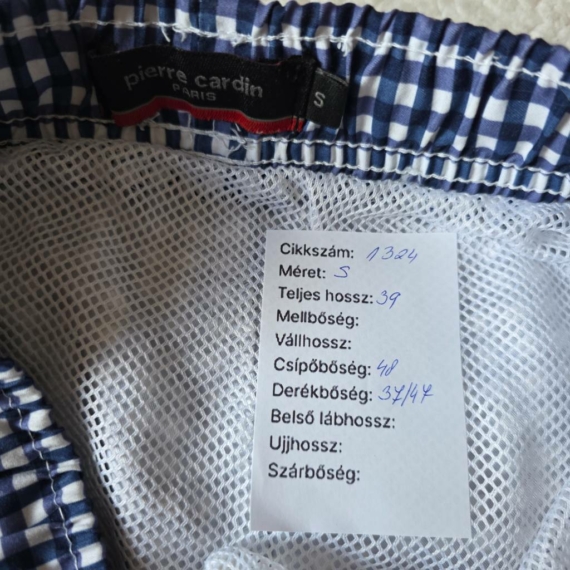 pierre cardin
PARIS
S
Cikkszám: 1324
Méret: S
Teljes hossz: 39
Mellbőség:
Vállhossz:
Csípőbőség: 48
Derékbőség: 37/47
Belső lábhossz:
Ujjhossz:
Szárbőség: